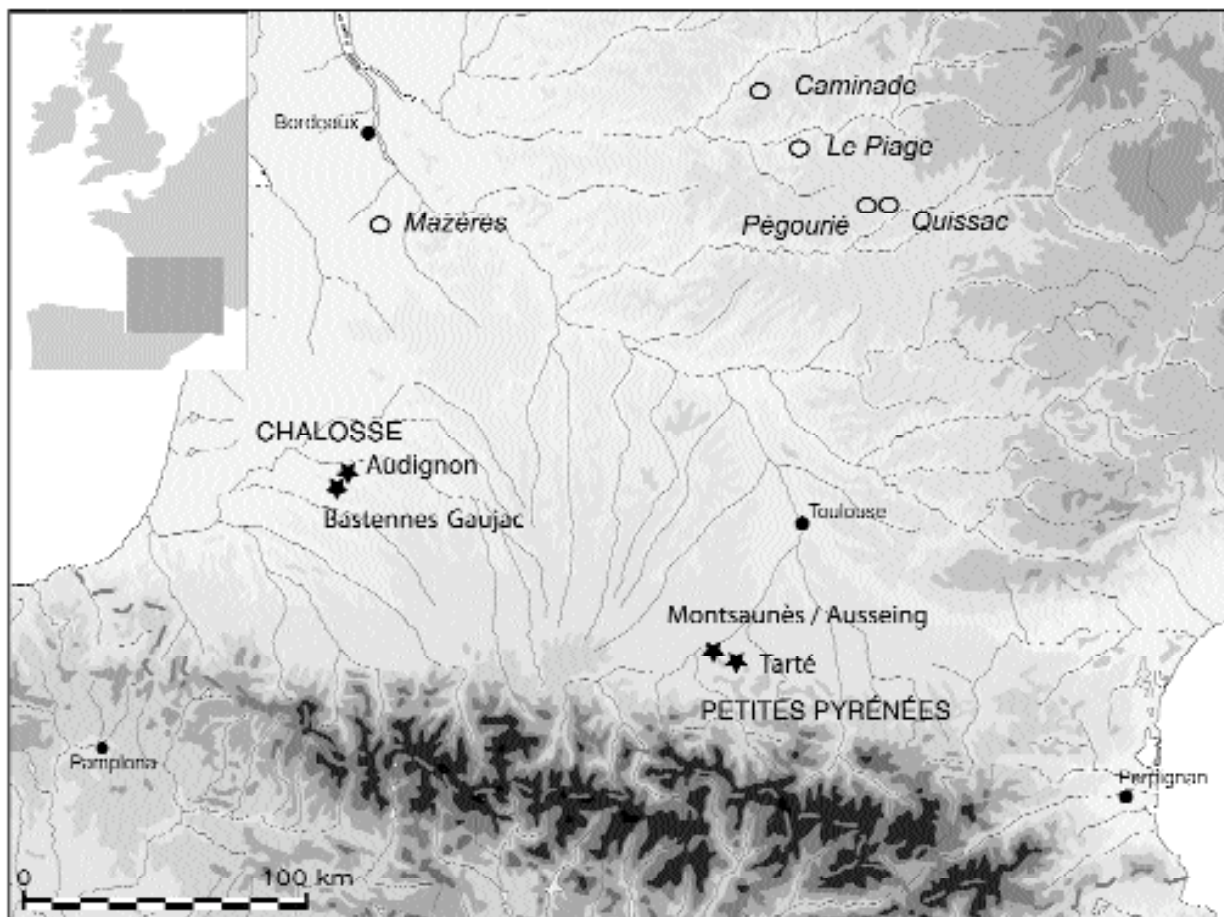 Caminade
Bordeaux
Le Piage
Mazères
Pégourié
Quissac
CHALOSSE
Audignon
Bastennes Gaujac
Toulouse
Montsaunès / Ausseing
Tarté
PETITES PYRÉNÉES
Pamplona
Perpignan
0 100 km